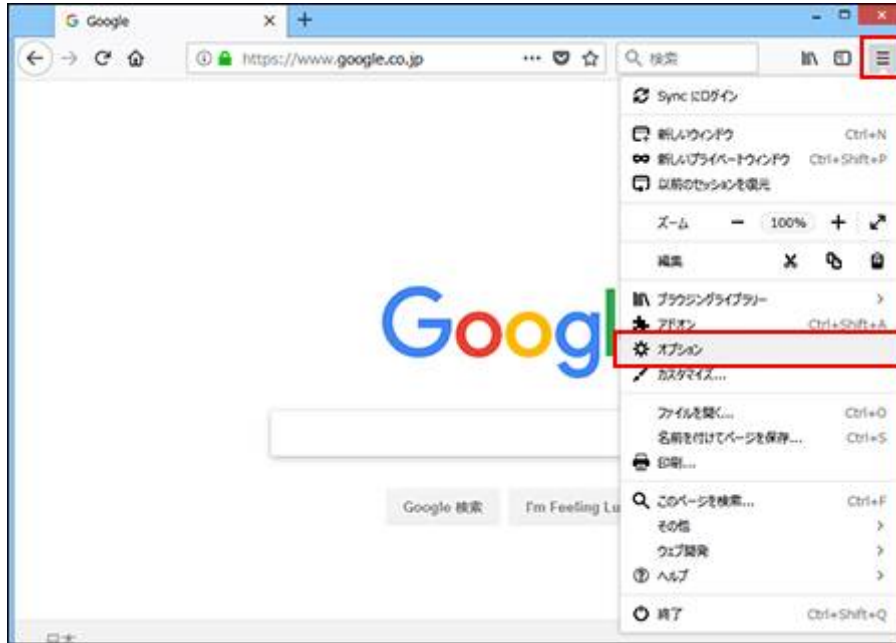 Google
https://www.google.co.jp
検索
Sync にログイン
新しいウィンドウ Ctrl+N
新しいプライベートウィンドウ Ctrl+Shift+P
以前のセッションを復元
ズーム 100%
編集
ブラウジングライブラリー
アドオン Ctrl+Shift+A
オプション
カスタマイズ...
Googl
ファイルを開く... Ctrl+O
名前を付けてページを保存... Ctrl+S
印刷...
Google 検索 I'm Feeling Lu
このページを検索... Ctrl+F
その他
ウェブ開発
ヘルプ
終了 Ctrl+Shift+Q
日本